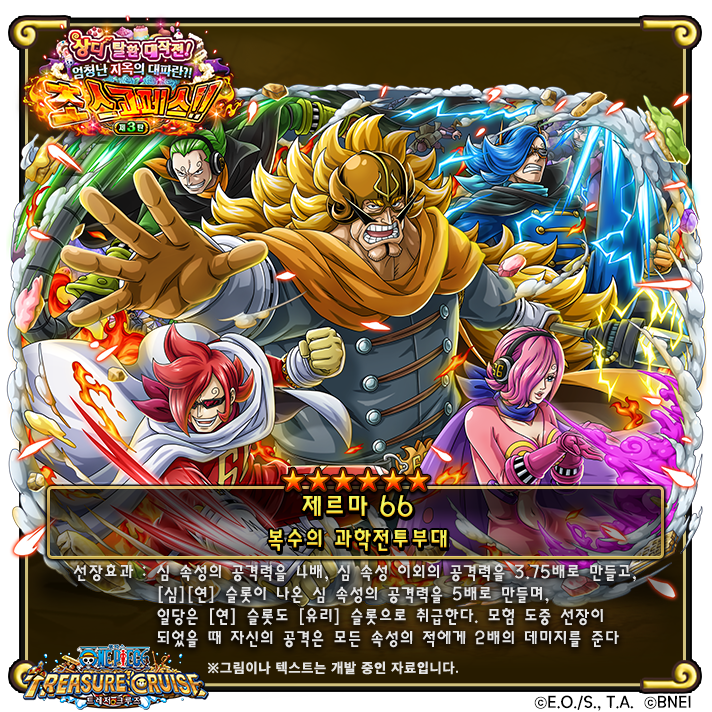 상디 탈환 대작전!
엄청난 지옥의 대파란?!
초 스고페스!!
제3탄
제르마 66
복수의 과학전투부대
선장효과 : 심 속성의 공격력을 4배, 심 속성 이외의 공격력을 3.75배로 만들고,
[심][연] 슬롯이 나온 심 속성의 공격력을 5배로 만들며,
일당은 [연] 슬롯도 [유리] 슬롯으로 취급한다. 모험 도중 선장이
되었을 때 자신의 공격은 모든 속성의 적에게 2배의 데미지를 준다
※그림이나 텍스트는 개발 중인 자료입니다.
ONE PIECE
TREASURE CRUISE
트레저 크루즈
©E.O./S., T.A. ©BNEI